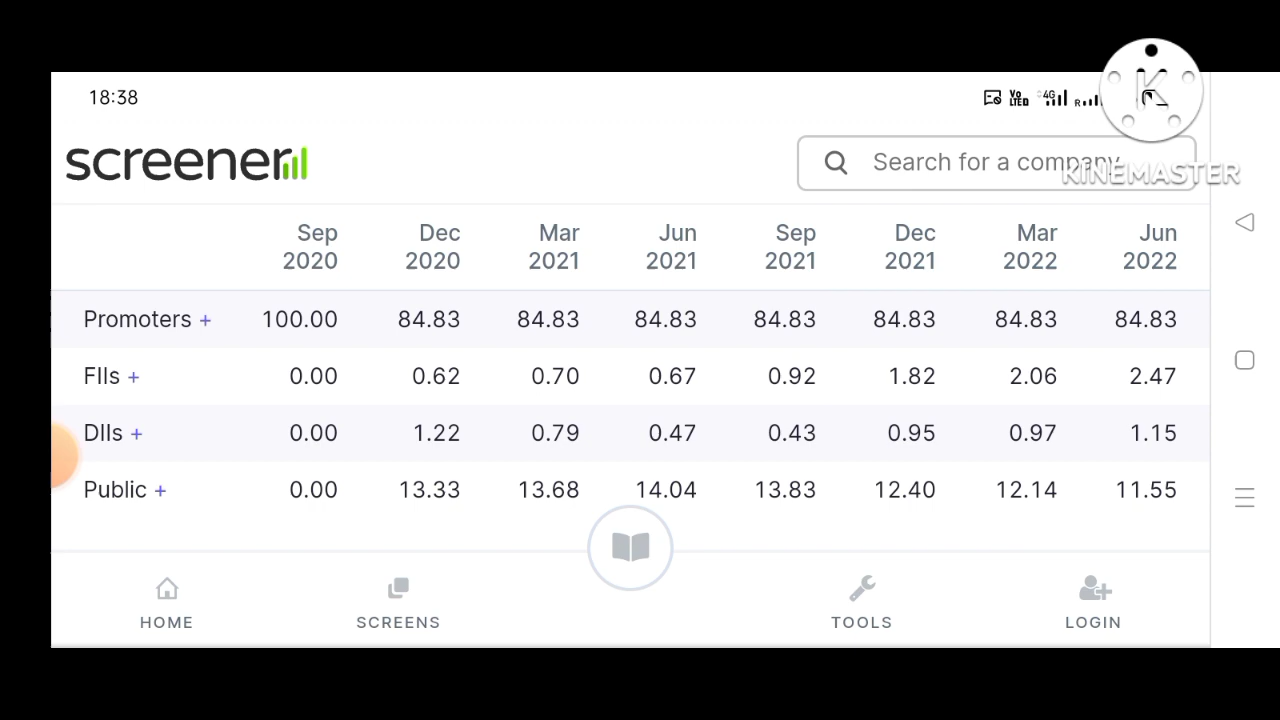 18:38
Vo LTE 4G R
screener
Search for a company
KINEMASTER
Sep Dec Mar Jun Sep Dec Mar Jun
2020 2020 2021 2021 2021 2021 2022 2022
Promoters + 100.00 84.83 84.83 84.83 84.83 84.83 84.83 84.83
FIIs + 0.00 0.62 0.70 0.67 0.92 1.82 2.06 2.47
DIIs + 0.00 1.22 0.79 0.47 0.43 0.95 0.97 1.15
Public + 0.00 13.33 13.68 14.04 13.83 12.40 12.14 11.55
HOME SCREENS TOOLS LOGIN